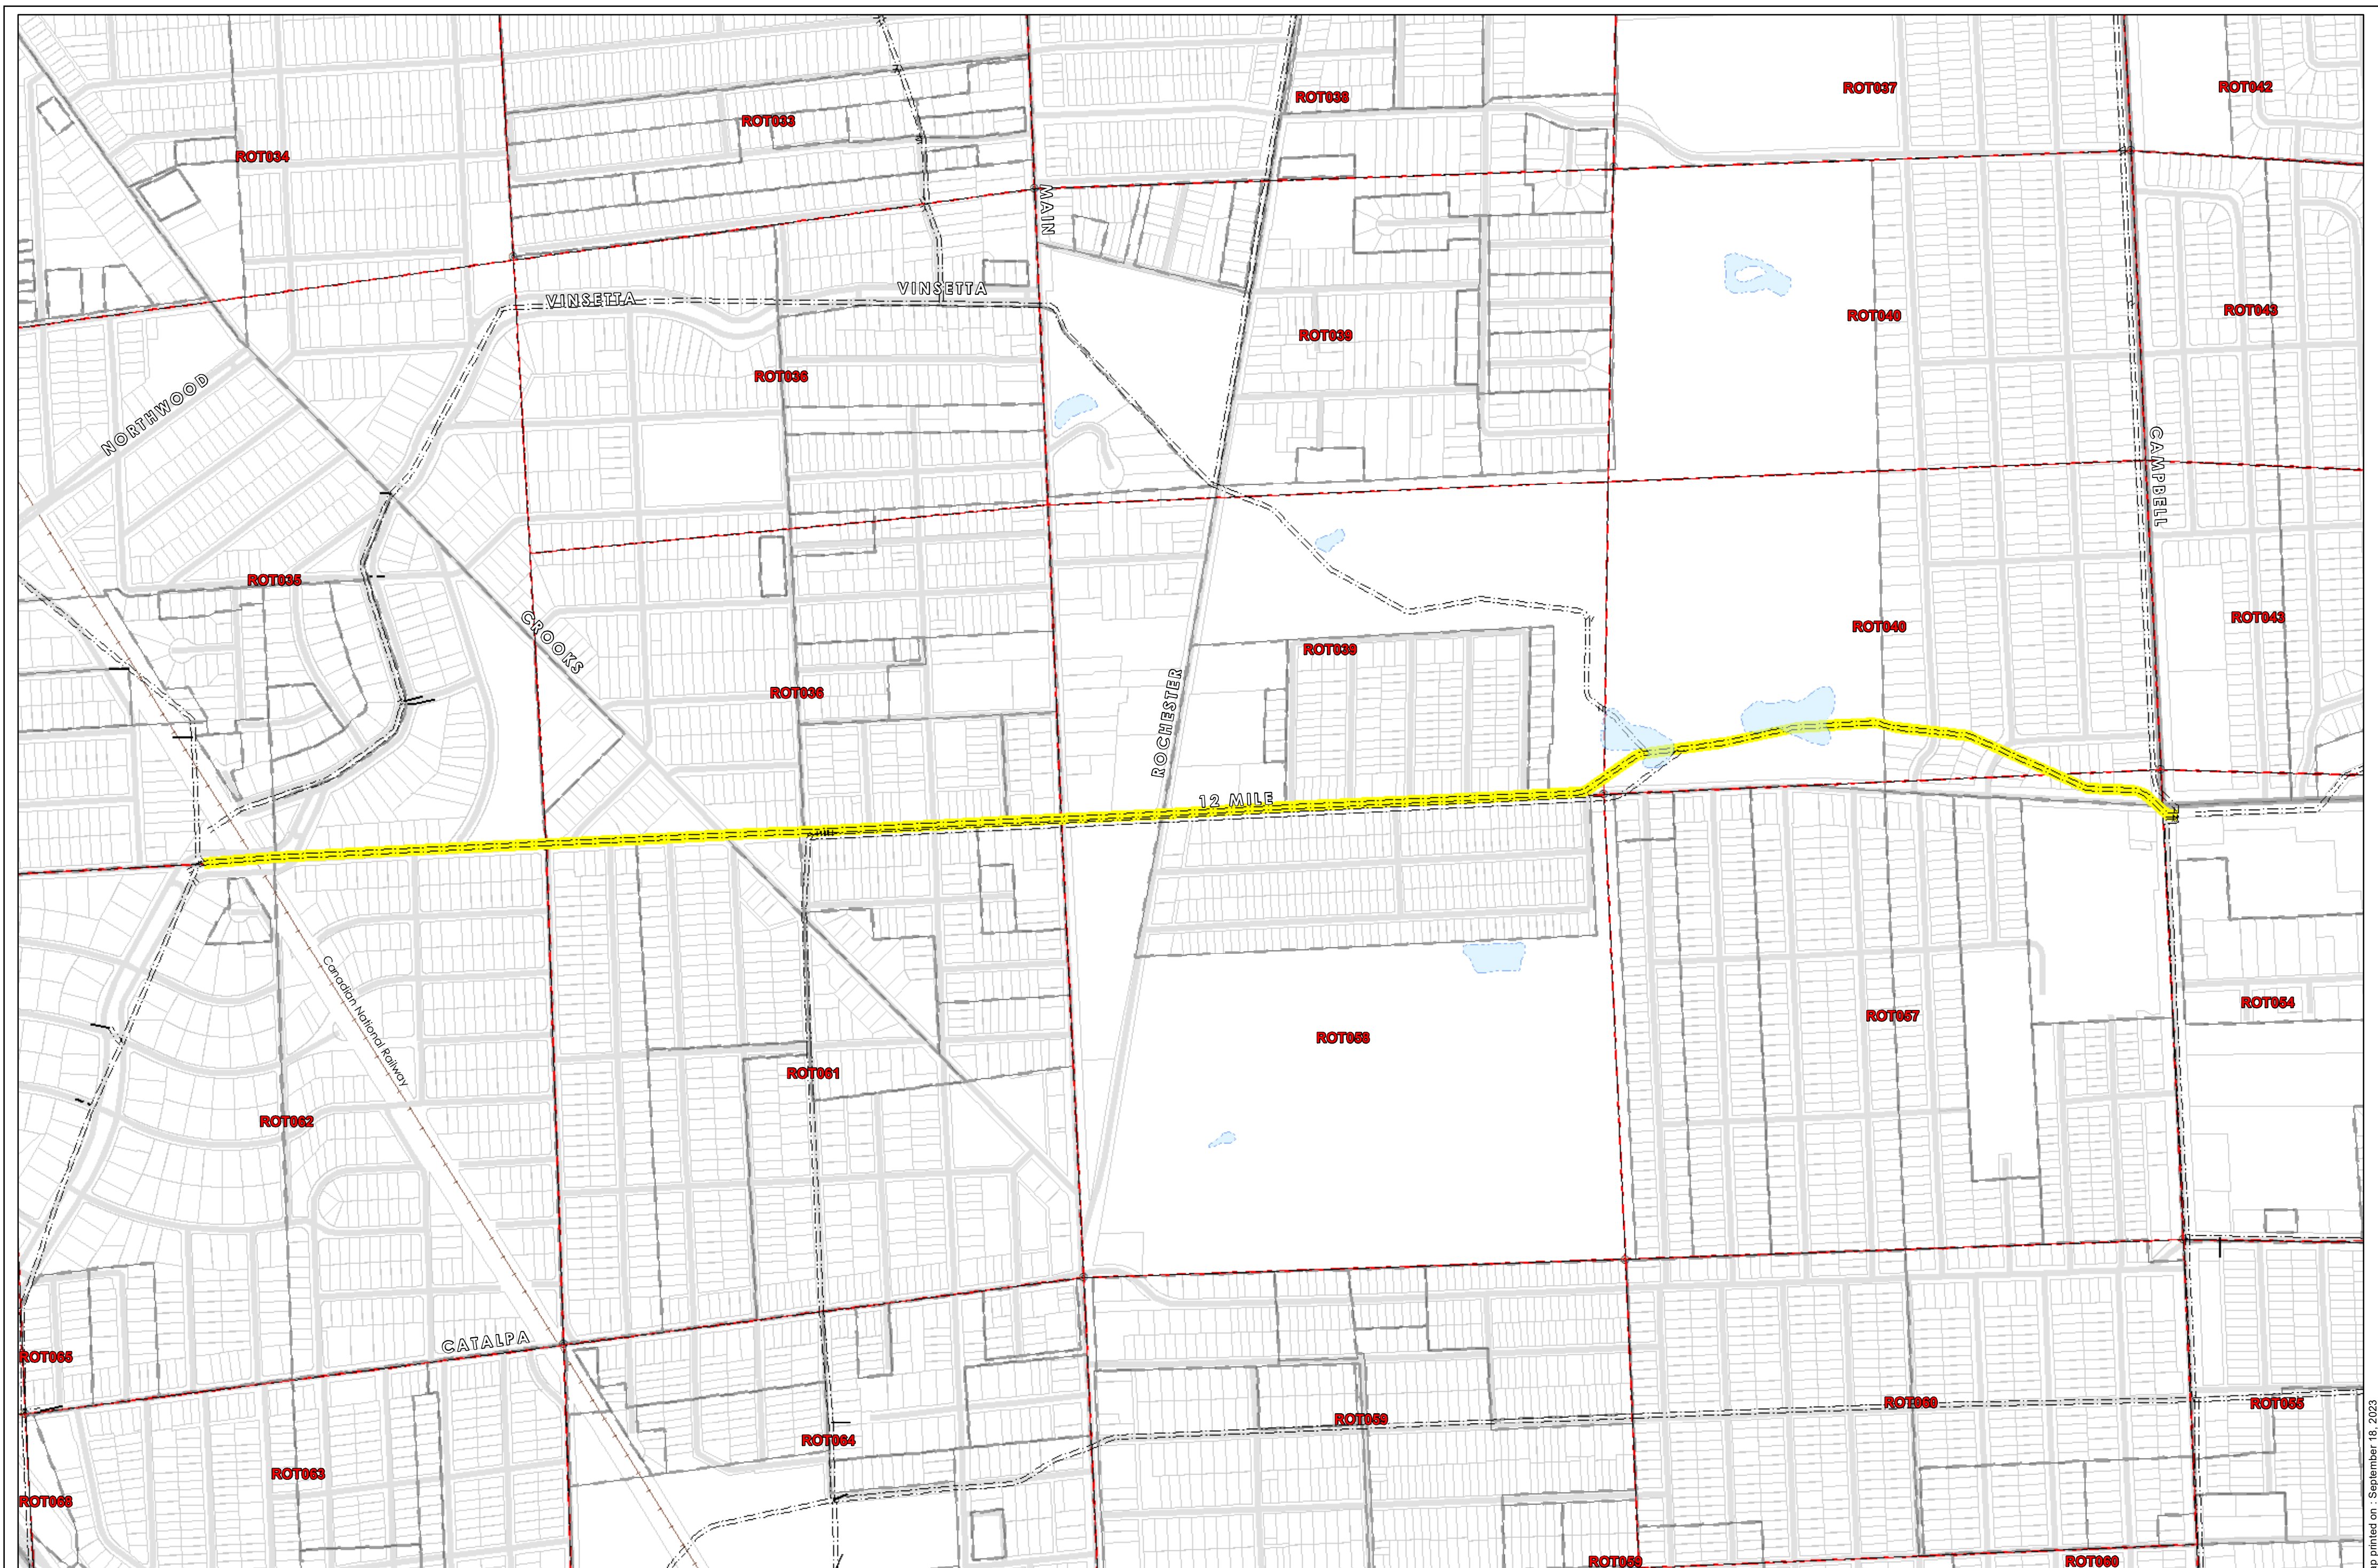 ROT037
ROT042
ROT038
ROT033
ROT034
MAIN
VINSETTA
VINSETTA
ROT043
ROT040
ROT039
ROT036
NORTHWOOD
CAMPBELL
ROT035
CROOKS
ROT043
ROT040
ROT039
ROT036
ROCHESTER
12 MILE
Canadian National Railway
ROT054
ROT057
ROT058
ROT061
ROT062
CATALPA
ROT065
ROT060
ROT055
ROT059
ROT064
ROT063
ROT068
ROT059
ROT060
printed on : September 18, 2023